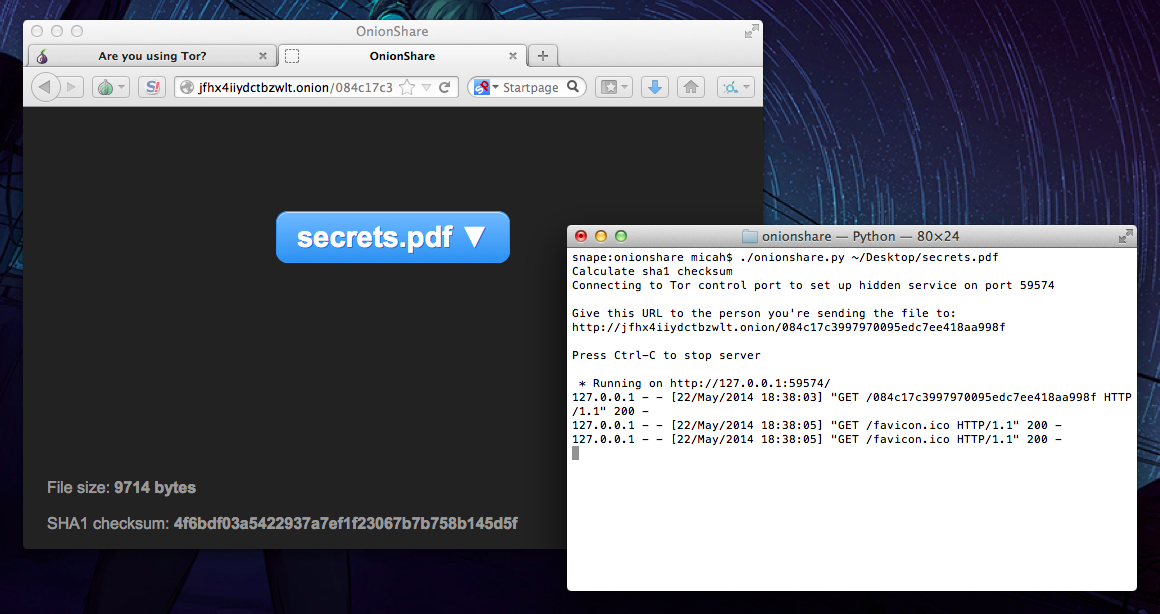 OnionShare
Are you using Tor?
OnionShare
jfhx4iiydctbzwlt.onion/084c17c3
Startpage
secrets.pdf ▼
File size: 9714 bytes
SHA1 checksum: 4f6bdf03a5422937a7ef1f23067b7b758b145d5f
onionshare — Python — 80×24
snape:onionshare micah$ ./onionshare.py ~/Desktop/secrets.pdf
Calculate sha1 checksum
Connecting to Tor control port to set up hidden service on port 59574
Give this URL to the person you're sending the file to:
http://jfhx4iiydctbzwlt.onion/084c17c3997970095edc7ee418aa998f
Press Ctrl-C to stop server
* Running on http://127.0.0.1:59574/
127.0.0.1 - - [22/May/2014 18:38:03] "GET /084c17c3997970095edc7ee418aa998f HTTP
/1.1" 200 -
127.0.0.1 - - [22/May/2014 18:38:05] "GET /favicon.ico HTTP/1.1" 200 -
127.0.0.1 - - [22/May/2014 18:38:05] "GET /favicon.ico HTTP/1.1" 200 -